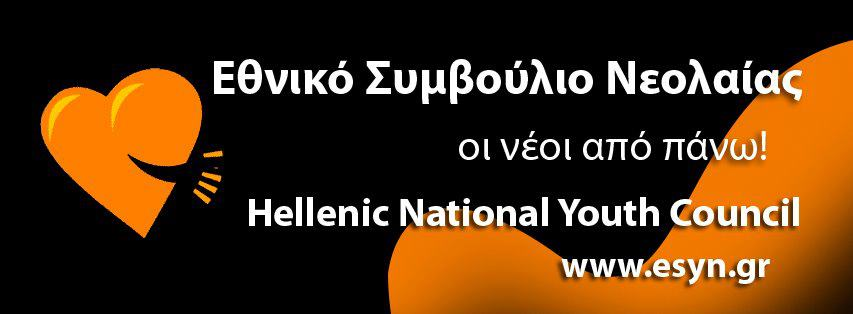 Εθνικό Συμβούλιο Νεολαίας
οι νέοι από πάνω!
Hellenic National Youth Council
www.esyn.gr